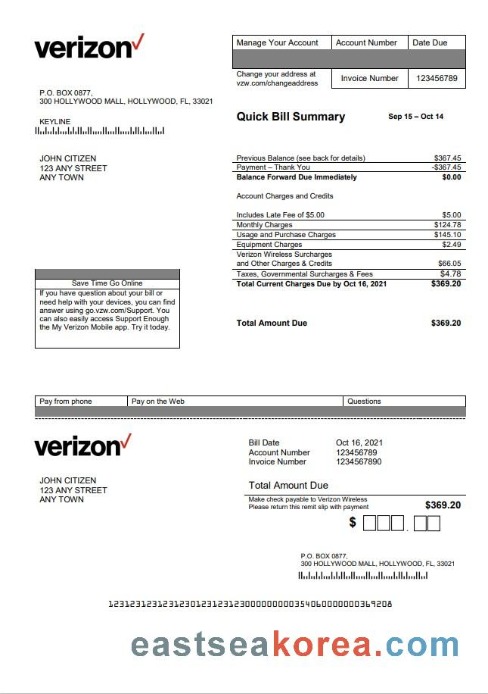 verizon
Manage Your Account Account Number Date Due
Change your address at
vzw.com/changeaddress
Invoice Number 123456789
P.O. BOX 0877,
300 HOLLYWOOD MALL, HOLLYWOOD, FL, 33021
KEYLINE
Quick Bill Summary Sep 15 – Oct 14
JOHN CITIZEN
123 ANY STREET
ANY TOWN
Previous Balance (see back for details) $367.45
Payment – Thank You -$367.45
Balance Forward Due Immediately $0.00
Account Charges and Credits
Includes Late Fee of $5.00 $5.00
Monthly Charges $124.78
Usage and Purchase Charges $145.10
Equipment Charges $2.49
Verizon Wireless Surcharges
and Other Charges & Credits $66.05
Taxes, Governmental Surcharges & Fees $4.78
Total Current Charges Due by Oct 16, 2021 $369.20
Save Time Go Online
If you have question about your bill or
need help with your devices, you can find
answer using go.vzw.com/Support. You
can also easily access Support Enough
the My Verizon Mobile app. Try it today.
Total Amount Due $369.20
Pay from phone Pay on the Web Questions
verizon
Bill Date Oct 16, 2021
Account Number 123456789
Invoice Number 1234567890
JOHN CITIZEN
123 ANY STREET
ANY TOWN
Total Amount Due
Make check payable to Verizon Wireless
Please return this remit slip with payment
$369.20
$ .
P.O. BOX 0877,
300 HOLLYWOOD MALL, HOLLYWOOD, FL, 33021
eastseakorea.com